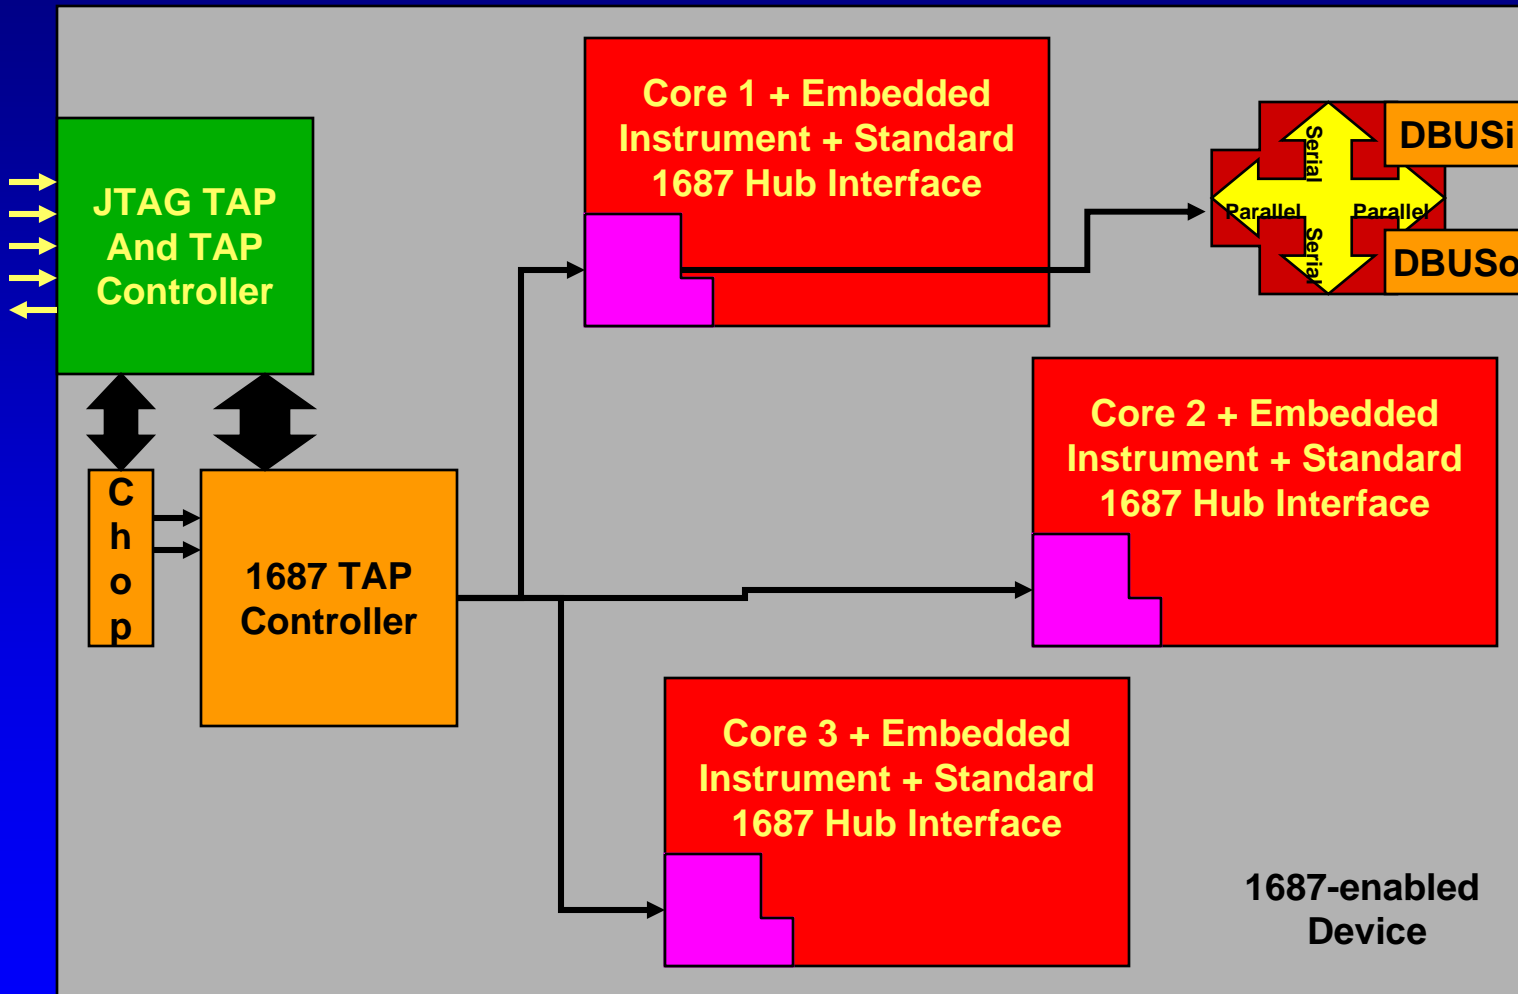 Core 1 + Embedded
Instrument + Standard
1687 Hub Interface
JTAG TAP
And TAP
Controller
DBUSi
Serial
Parallel
Parallel
Serial
DBUSo
Core 2 + Embedded
Instrument + Standard
1687 Hub Interface
C
h
o
p
1687 TAP
Controller
Core 3 + Embedded
Instrument + Standard
1687 Hub Interface
1687-enabled
Device